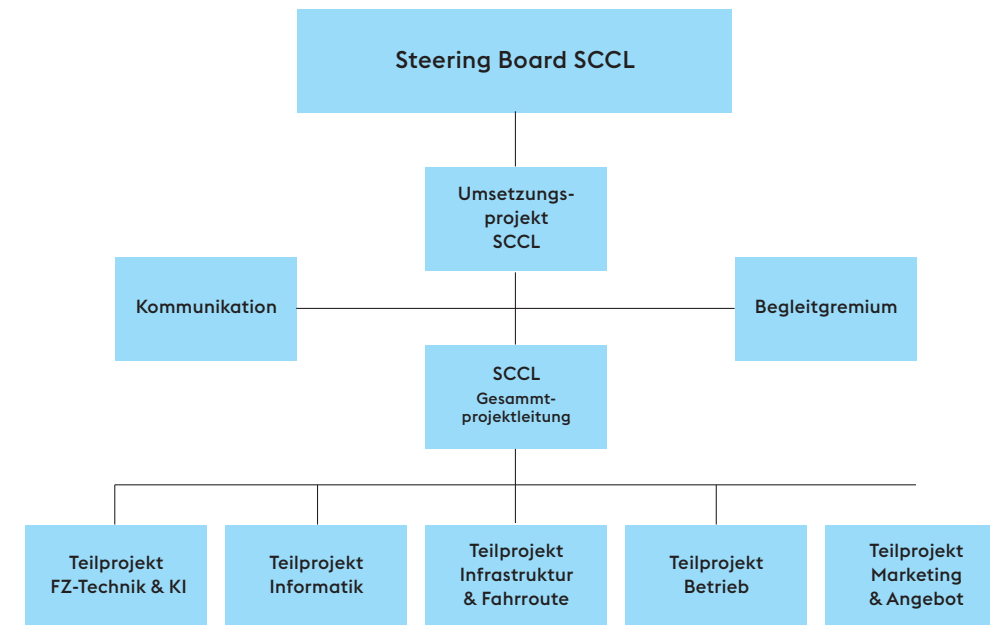 Steering Board SCCL
Umsetzungs-
projekt
SCCL
Kommunikation
Begleitgremium
SCCL
Gesammt-
projektleitung
Teilprojekt
FZ-Technik & KI
Teilprojekt
Informatik
Teilprojekt
Infrastruktur
& Fahrroute
Teilprojekt
Betrieb
Teilprojekt
Marketing
& Angebot